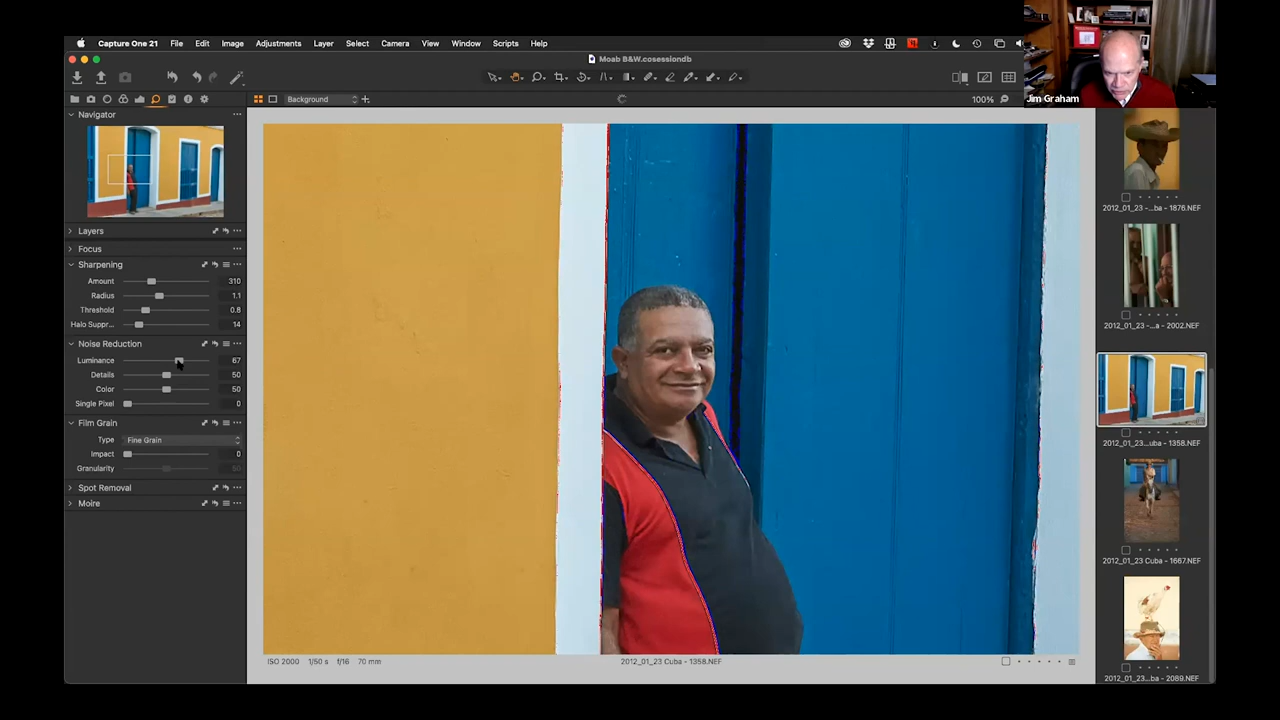 Capture One 21 File Edit Image Adjustments Layer Select Camera View Window Scripts Help
Moab B&W.cosessiondb
Jim Graham
Background
100%
Navigator
Layers
Focus
Sharpening
Amount 310
Radius 1.1
Threshold 0.8
Halo Suppr... 14
Noise Reduction
Luminance 67
Details 50
Color 50
Single Pixel 0
Film Grain
Type Fine Grain
Impact 0
Granularity 50
Spot Removal
Moire
ISO 2000 1/50 s f/16 70 mm
2012_01_23 Cuba - 1358.NEF
2012_01_23 -...ba - 1876.NEF
2012_01_23 -...a - 2002.NEF
2012_01_23...uba - 1358.NEF
2012_01_23 Cuba - 1667.NEF
2012_01_23...ba - 2089.NEF